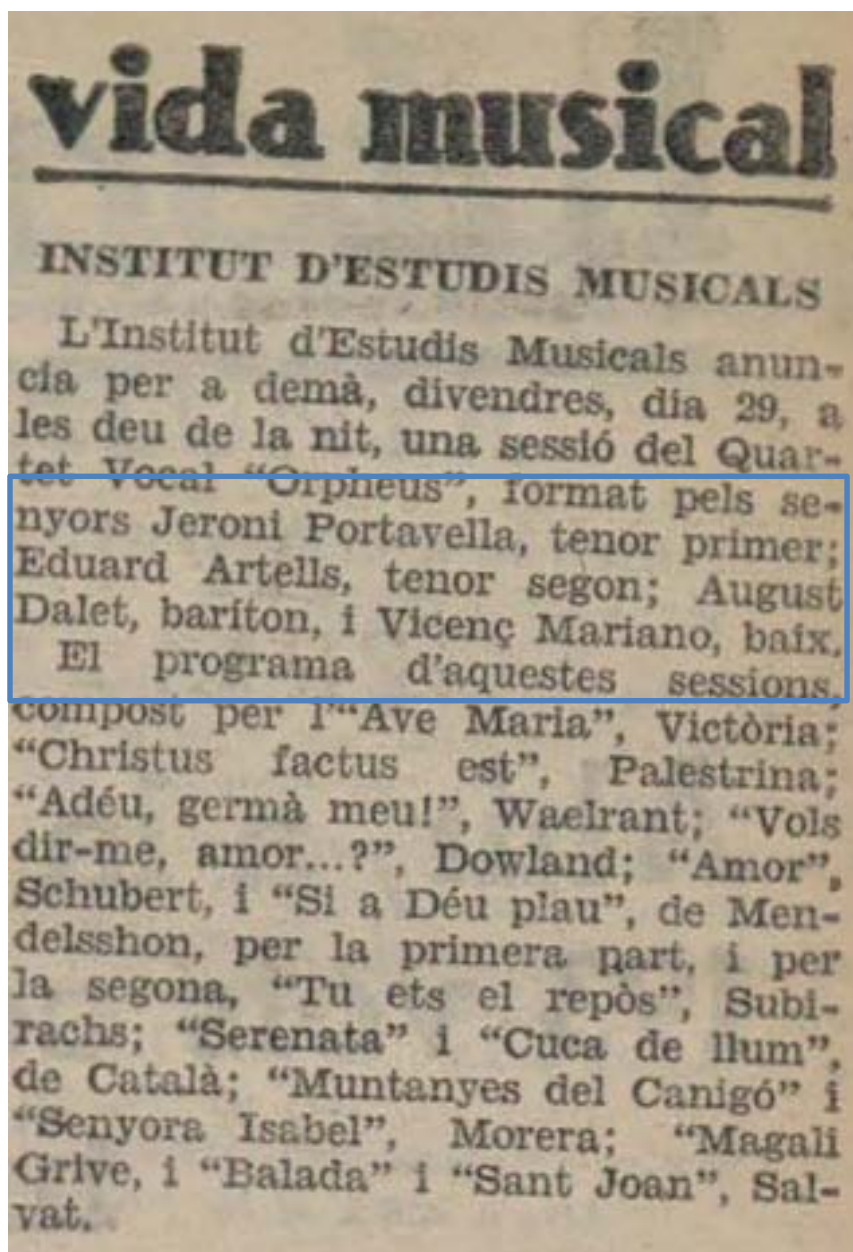 vida musical
INSTITUT D'ESTUDIS MUSICALS
L'Institut d'Estudis Musicals anun-
cia per a demà, divendres, dia 29, a
les deu de la nit, una sessió del Quar-
tet Vocal “Orpheus”, format pels se-
nyors Jeroni Portavella, tenor primer;
Eduard Artells, tenor segon; August
Dalet, baríton, i Vicenç Mariano, baix.
El programa d'aquestes sessions,
compost per l'“Ave Maria”, Victòria;
“Christus factus est”, Palestrina;
“Adéu, germà meu!”, Waelrant; “Vols
dir-me, amor...?”, Dowland; “Amor”,
Schubert, i “Si a Déu plau”, de Men-
delsshon, per la primera part, i per
la segona, “Tu ets el repòs”, Subi-
rachs; “Serenata” i “Cuca de llum”,
de Català; “Muntanyes del Canigó” i
“Senyora Isabel”, Morera; “Magali
Grive, i “Balada” i “Sant Joan”, Sal-
vat.